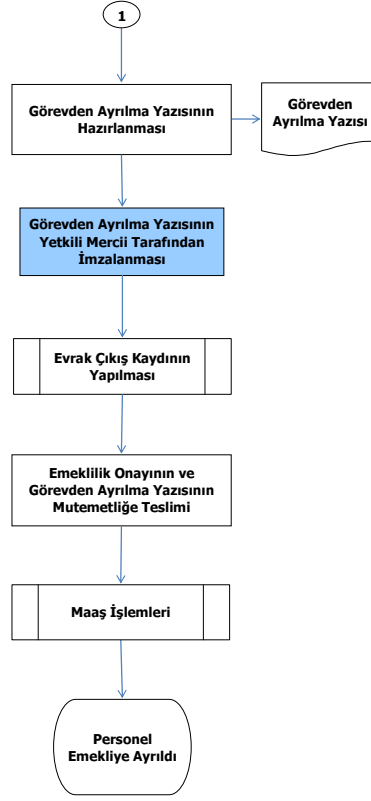 1
Görevden Ayrılma Yazısının
Hazırlanması
Görevden
Ayrılma Yazısı
Görevden Ayrılma Yazısının
Yetkili Mercii Tarafından
İmzalanması
Evrak Çıkış Kaydının
Yapılması
Emeklilik Onayının ve
Görevden Ayrılma Yazısının
Mutemetliğe Teslimi
Maaş İşlemleri
Personel
Emekliye Ayrıldı